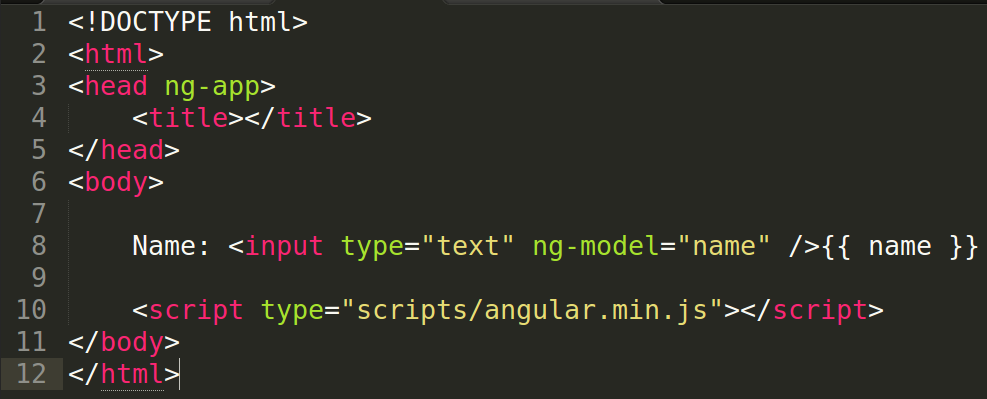 1 <!DOCTYPE html>
2 <html>
3 <head ng-app>
4     <title></title>
5 </head>
6 <body>
7
8     Name: <input type="text" ng-model="name" />{{ name }}
9
10     <script type="scripts/angular.min.js"></script>
11 </body>
12 </html>